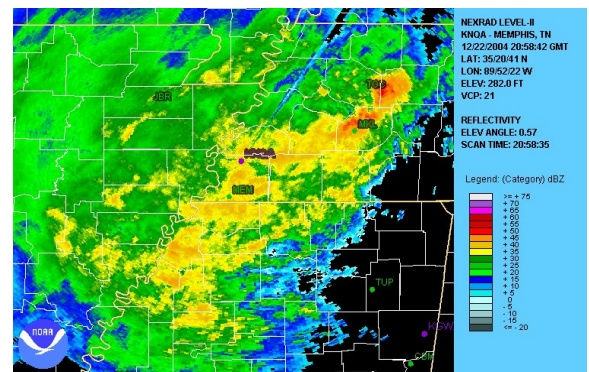 NEXRAD LEVEL-II
KNQA - MEMPHIS, TN
12/22/2004 20:58:42 GMT
LAT: 35/20/41 N
LON: 89/52/22 W
ELEV: 282.0 FT
VCP: 21
REFLECTIVITY
ELEV ANGLE: 0.57
SCAN TIME: 20:58:35
Legend: (Category) dBZ
>= + 75
+ 70
+ 65
+ 60
+ 55
+ 50
+ 45
+ 40
+ 35
+ 30
+ 25
+ 20
+ 15
+ 10
+ 5
0
- 5
- 10
- 15
<= - 20
JBR
MEM
TUP
KGW
CBM
NOAA